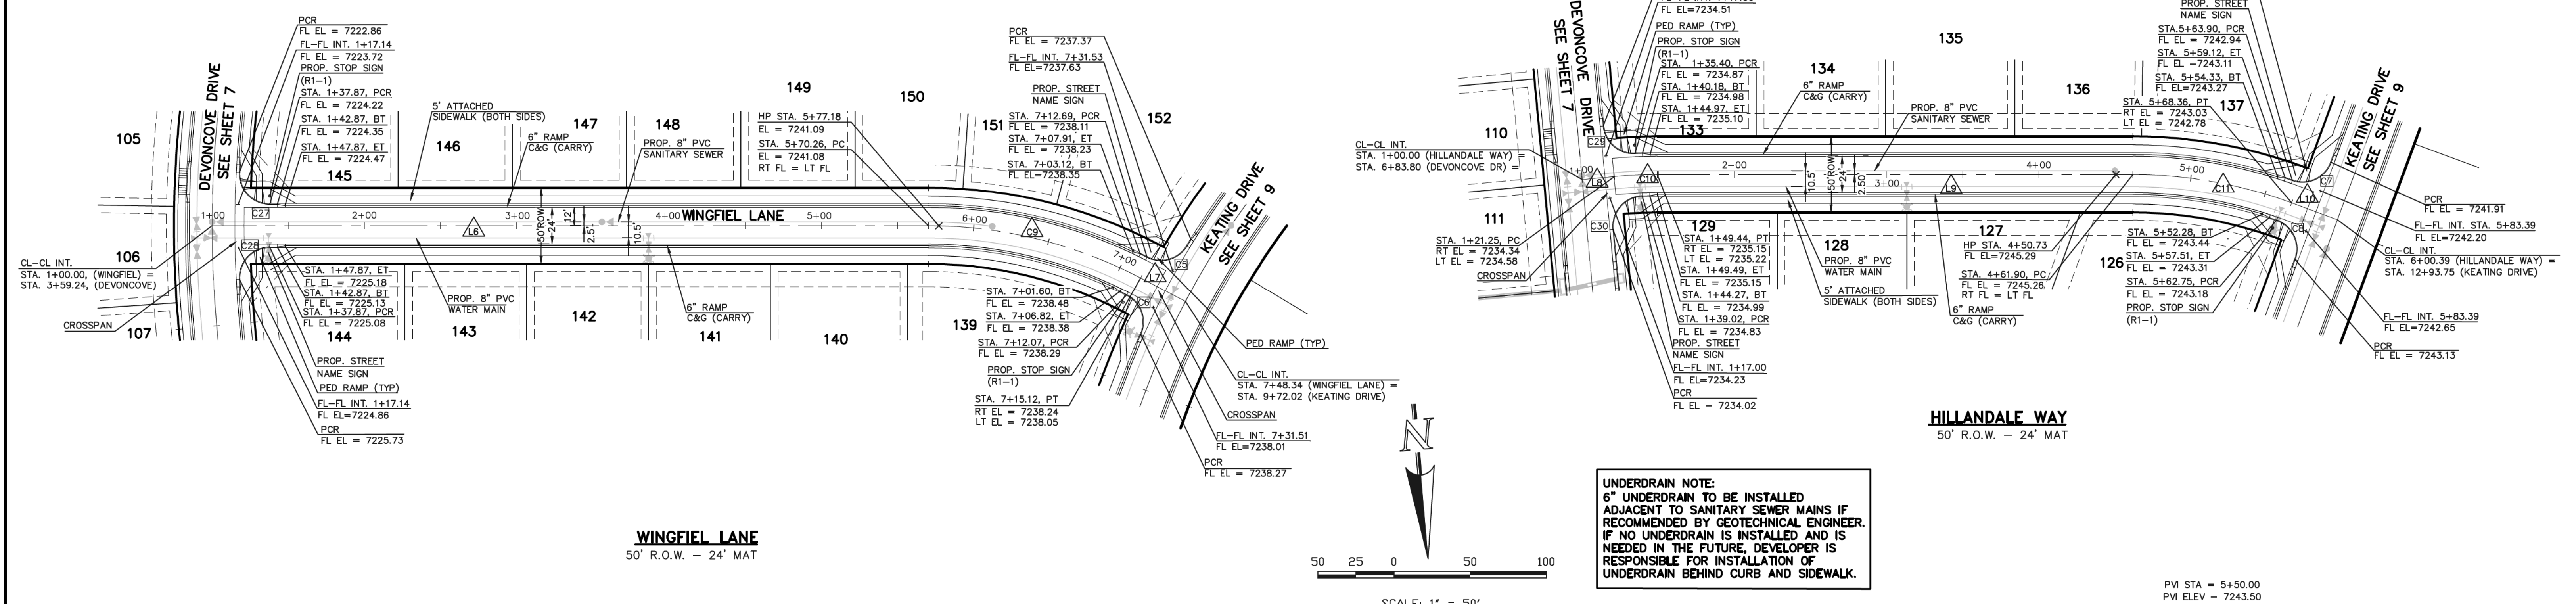 PCR
FL EL = 7222.86
FL-FL INT. 1+17.14
FL EL = 7223.72
PROP. STOP SIGN
(R1-1)
STA. 1+37.87, PCR
FL EL = 7224.22
STA. 1+42.87, BT
FL EL = 7224.35
STA. 1+47.87, ET
FL EL = 7224.47
145
105
DEVONCOVE DRIVE
SEE SHEET 7
5' ATTACHED
SIDEWALK (BOTH SIDES)
146
6" RAMP
C&G (CARRY)
147
148
PROP. 8" PVC
SANITARY SEWER
149
150
HP STA. 5+77.18
EL = 7241.09
STA. 5+70.26, PC
EL = 7241.08
RT FL = LT FL
PCR
FL EL = 7237.37
FL-FL INT. 7+31.53
FL EL=7237.63
PROP. STREET
NAME SIGN
STA. 7+12.69, PCR
FL EL = 7238.11
STA. 7+07.91, ET
FL EL = 7238.23
STA. 7+03.12, BT
FL EL=7238.35
151
152
KEATING DRIVE
SEE SHEET 9
C27
1+00
2+00
3+00
4+00
WINGFIEL LANE
5+00
6+00
7+00
L6
C9
L7
C5
C6
C28
50'ROW
24'
12'
2.5'
10.5'
106
CL-CL INT.
STA. 1+00.00, (WINGFIEL) =
STA. 3+59.24, (DEVONCOVE)
CROSSPAN
107
STA. 1+47.87, ET
FL EL = 7225.18
STA. 1+42.87, BT
FL EL = 7225.13
STA. 1+37.87, PCR
FL EL = 7225.08
144
PROP. STREET
NAME SIGN
PED RAMP (TYP)
FL-FL INT. 1+17.14
FL EL=7224.86
PCR
FL EL = 7225.73
PROP. 8" PVC
WATER MAIN
143
142
6" RAMP
C&G (CARRY)
141
140
139
STA. 7+01.60, BT
FL EL = 7238.48
STA. 7+06.82, ET
FL EL = 7238.38
STA. 7+12.07, PCR
FL EL = 7238.29
PROP. STOP SIGN
(R1-1)
STA. 7+15.12, PT
RT EL = 7238.24
LT EL = 7238.05
PED RAMP (TYP)
CL-CL INT.
STA. 7+48.34 (WINGFIEL LANE) =
STA. 9+72.02 (KEATING DRIVE)
CROSSPAN
FL-FL INT. 7+31.51
FL EL=7238.01
PCR
FL EL = 7238.27
WINGFIEL LANE
50' R.O.W. - 24' MAT
N
50 25 0 50 100
SCALE: 1" = 50'
FL EL=7234.51
PED RAMP (TYP)
PROP. STOP SIGN
(R1-1)
STA. 1+35.40, PCR
FL EL = 7234.87
STA. 1+40.18, BT
FL EL = 7234.98
STA. 1+44.97, ET
FL EL = 7235.10
133
DEVONCOVE DRIVE
SEE SHEET 7
110
111
CL-CL INT.
STA. 1+00.00 (HILLANDALE WAY) =
STA. 6+83.80 (DEVONCOVE DR) =
STA. 1+21.25, PC
RT EL = 7234.34
LT EL = 7234.58
CROSSPAN
C29
1+00
L8
C10
C30
134
6" RAMP
C&G (CARRY)
135
PROP. 8" PVC
SANITARY SEWER
136
137
PROP. STREET
NAME SIGN
STA.5+63.90, PCR
FL EL = 7242.94
STA. 5+59.12, ET
FL EL =7243.11
STA. 5+54.33, BT
FL EL=7243.27
STA. 5+68.36, PT
RT EL = 7243.03
LT EL = 7242.78
KEATING DRIVE
SEE SHEET 9
2+00
10.5'
50'ROW
24'
2.50'
3+00
L9
4+00
5+00
C11
L10
C7
C8
129
STA. 1+49.44, PT
RT EL = 7235.15
LT EL = 7235.22
STA. 1+49.49, ET
FL EL = 7235.15
STA. 1+44.27, BT
FL EL = 7234.99
STA. 1+39.02, PCR
FL EL = 7234.83
PROP. STREET
NAME SIGN
FL-FL INT. 1+17.00
FL EL=7234.23
PCR
FL EL = 7234.02
128
PROP. 8" PVC
WATER MAIN
5' ATTACHED
SIDEWALK (BOTH SIDES)
127
HP STA. 4+50.73
EL=7245.29
STA. 4+61.90, PC
FL EL = 7245.26
RT FL = LT FL
6" RAMP
C&G (CARRY)
126
STA. 5+52.28, BT
FL EL = 7243.44
STA. 5+57.51, ET
FL EL = 7243.31
STA. 5+62.75, PCR
FL EL = 7243.18
PROP. STOP SIGN
(R1-1)
PCR
FL EL = 7241.91
FL-FL INT. STA. 5+83.39
FL EL=7242.20
CL-CL INT.
STA. 6+00.39 (HILLANDALE WAY) =
STA. 12+93.75 (KEATING DRIVE)
FL-FL INT. 5+83.39
FL EL=7242.65
PCR
FL EL = 7243.13
HILLANDALE WAY
50' R.O.W. - 24' MAT
UNDERDRAIN NOTE:
6" UNDERDRAIN TO BE INSTALLED
ADJACENT TO SANITARY SEWER MAINS IF
RECOMMENDED BY GEOTECHNICAL ENGINEER.
IF NO UNDERDRAIN IS INSTALLED AND IS
NEEDED IN THE FUTURE, DEVELOPER IS
RESPONSIBLE FOR INSTALLATION OF
UNDERDRAIN BEHIND CURB AND SIDEWALK.
PVI STA = 5+50.00
PVI ELEV = 7243.50